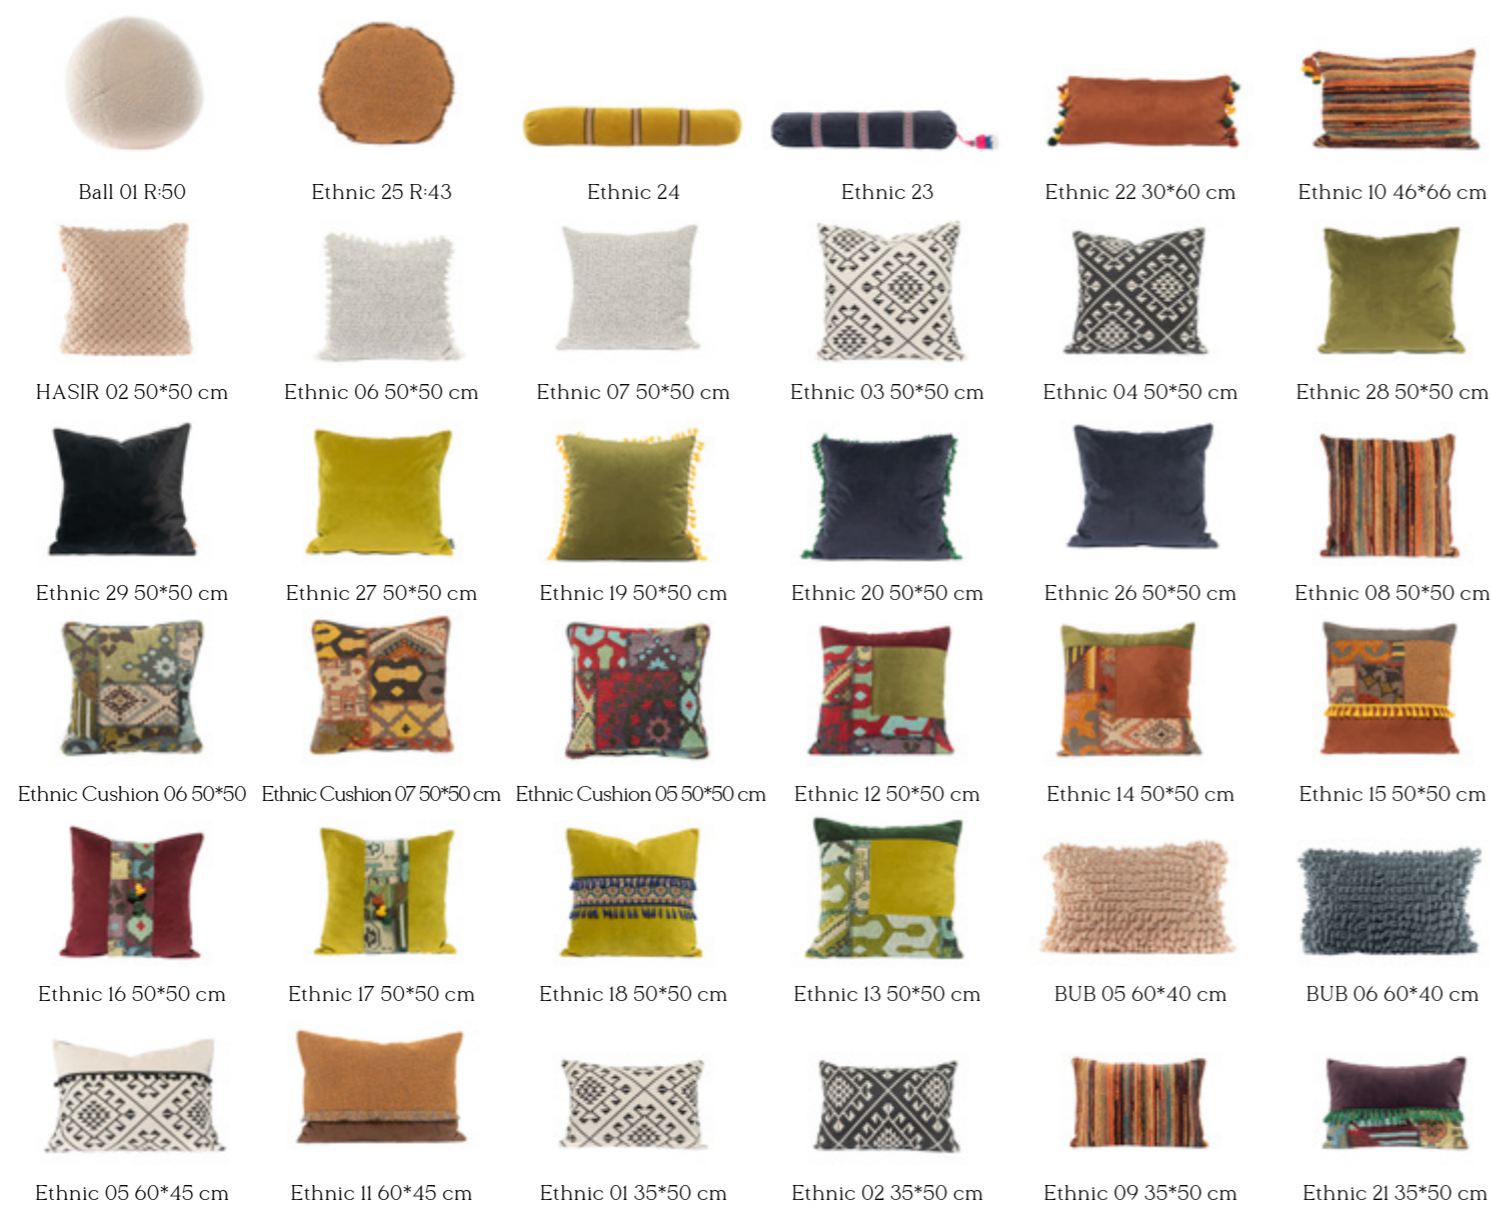 Ball 01 R:50
Ethnic 25 R:43
Ethnic 24
Ethnic 23
Ethnic 22 30*60 cm
Ethnic 10 46*66 cm
HASIR 02 50*50 cm
Ethnic 06 50*50 cm
Ethnic 07 50*50 cm
Ethnic 03 50*50 cm
Ethnic 04 50*50 cm
Ethnic 28 50*50 cm
Ethnic 29 50*50 cm
Ethnic 27 50*50 cm
Ethnic 19 50*50 cm
Ethnic 20 50*50 cm
Ethnic 26 50*50 cm
Ethnic 08 50*50 cm
Ethnic Cushion 06 50*50
Ethnic Cushion 07 50*50 cm
Ethnic Cushion 05 50*50 cm
Ethnic 12 50*50 cm
Ethnic 14 50*50 cm
Ethnic 15 50*50 cm
Ethnic 16 50*50 cm
Ethnic 17 50*50 cm
Ethnic 18 50*50 cm
Ethnic 13 50*50 cm
BUB 05 60*40 cm
BUB 06 60*40 cm
Ethnic 05 60*45 cm
Ethnic 11 60*45 cm
Ethnic 01 35*50 cm
Ethnic 02 35*50 cm
Ethnic 09 35*50 cm
Ethnic 21 35*50 cm